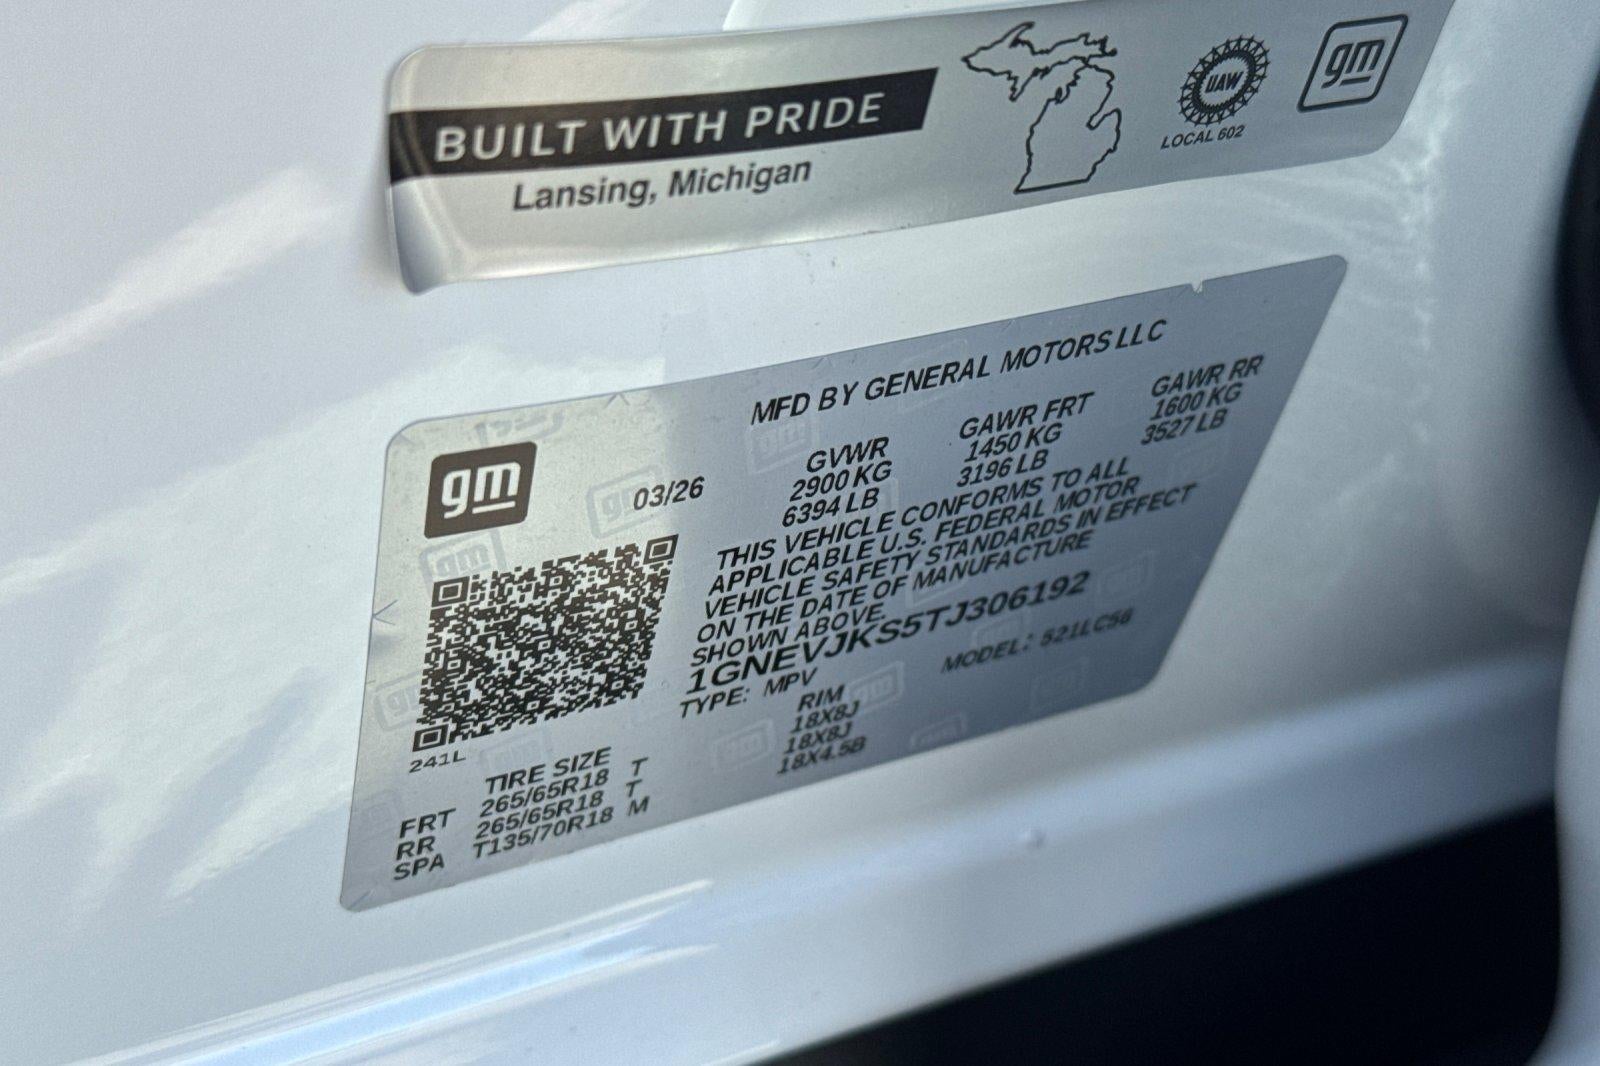 BUILT WITH PRIDE
Lansing, Michigan
UAW
LOCAL 602
gm
MFD BY GENERAL MOTORS LLC
gm
03/26
GVWR GAWR FRT GAWR RR
2900 KG 1450 KG 1600 KG
6394 LB 3196 LB 3527 LB
THIS VEHICLE CONFORMS TO ALL
APPLICABLE U.S. FEDERAL MOTOR
VEHICLE SAFETY STANDARDS IN EFFECT
ON THE DATE OF MANUFACTURE
SHOWN ABOVE.
1GNEVJKS5TJ306192
TYPE: MPV MODEL: 521LC56
241L
TIRE SIZE RIM
FRT 265/65R18 T 18X8J
RR 265/65R18 T 18X8J
SPA T135/70R18 M 18X4.5B